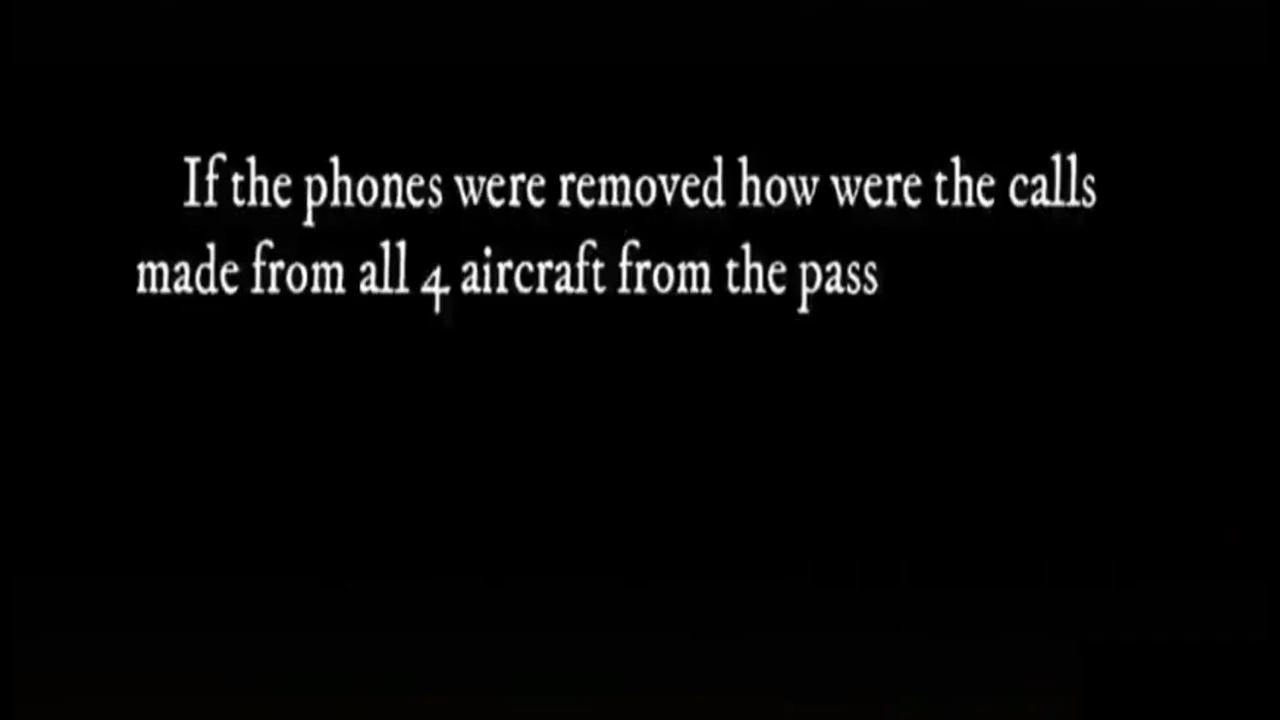 If the phones were removed how were the calls
made from all 4 aircraft from the pass